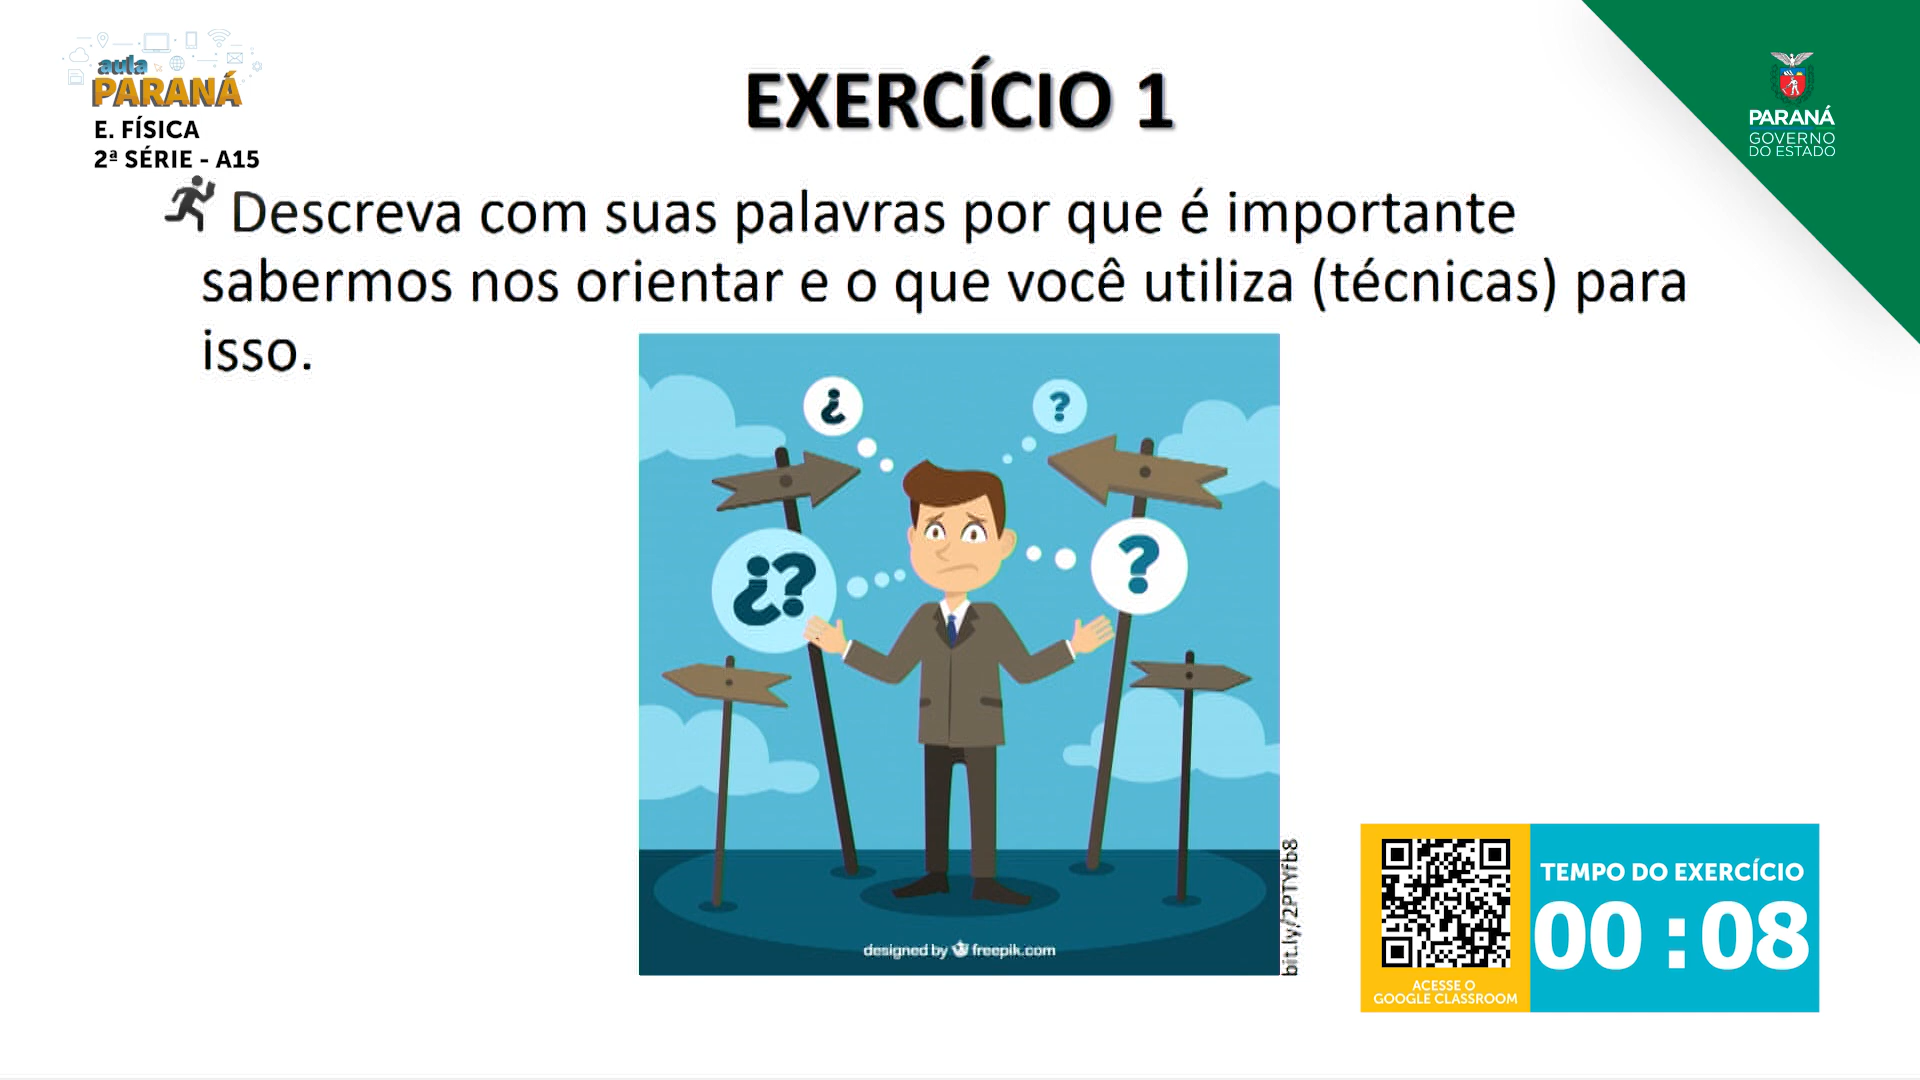 aula
PARANÁ
E. FÍSICA
2ª SÉRIE - A15
EXERCÍCIO 1
PARANÁ
GOVERNO
DO ESTADO
Descreva com suas palavras por que é importante
sabermos nos orientar e o que você utiliza (técnicas) para
isso.
¿
?
¿?
?
designed by freepik.com
bit.ly/2PTYfb8
TEMPO DO EXERCÍCIO
00 : 08
ACESSE O
GOOGLE CLASSROOM